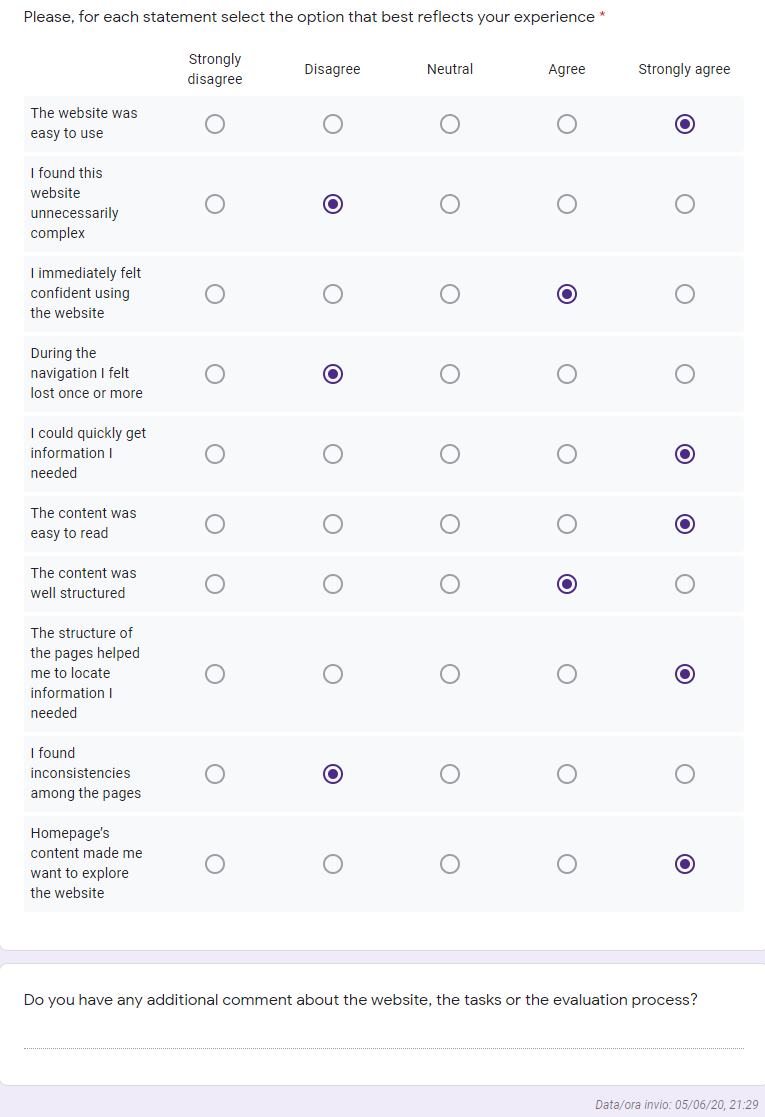 Please, for each statement select the option that best reflects your experience *
Strongly
disagree
Disagree
Neutral
Agree
Strongly agree
The website was
easy to use
I found this
website
unnecessarily
complex
I immediately felt
confident using
the website
During the
navigation I felt
lost once or more
I could quickly get
information I
needed
The content was
easy to read
The content was
well structured
The structure of
the pages helped
me to locate
information I
needed
I found
inconsistencies
among the pages
Homepage's
content made me
want to explore
the website
Do you have any additional comment about the website, the tasks or the evaluation process?
Data/ora invio: 05/06/20, 21:29